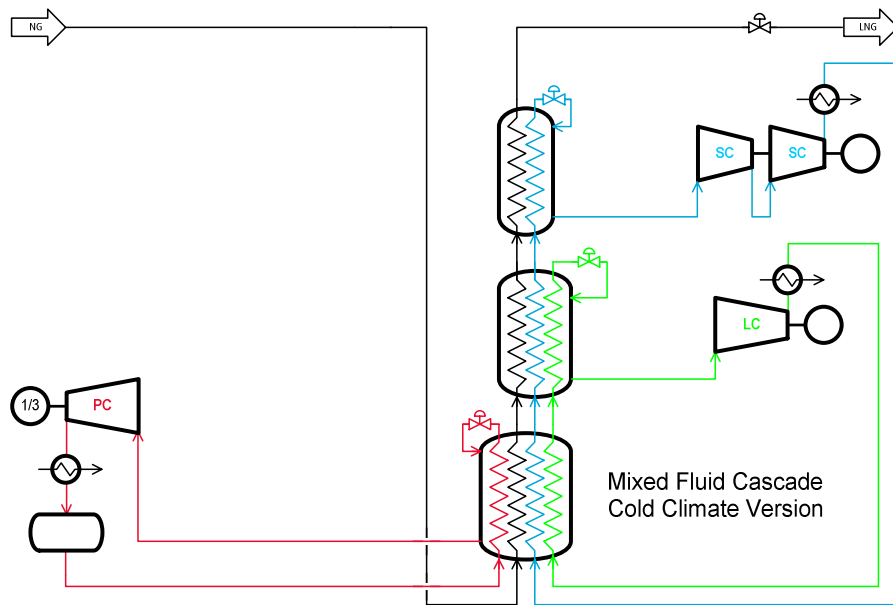 NG
LNG
SC
SC
LC
1/3
PC
Mixed Fluid Cascade
Cold Climate Version